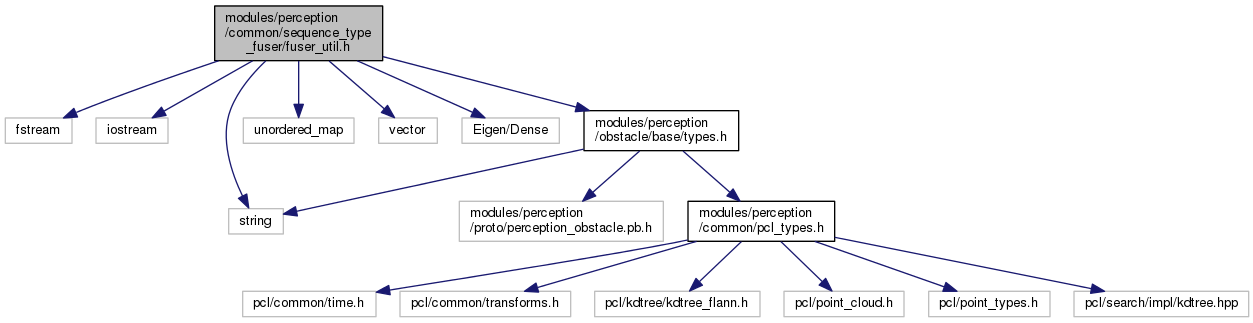 modules/perception
/common/sequence_type
_fuser/fuser_util.h
fstream
iostream
unordered_map
vector
Eigen/Dense
modules/perception
/obstacle/base/types.h
string
modules/perception
/proto/perception_obstacle.pb.h
modules/perception
/common/pcl_types.h
pcl/common/time.h
pcl/common/transforms.h
pcl/kdtree/kdtree_flann.h
pcl/point_cloud.h
pcl/point_types.h
pcl/search/impl/kdtree.hpp